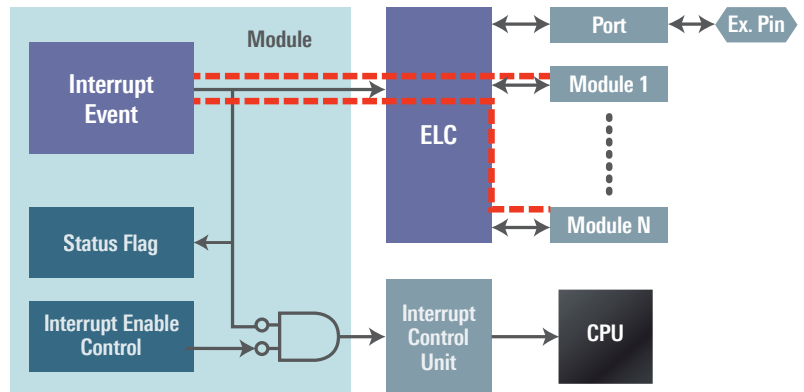 Module
Interrupt
Event
Status Flag
Interrupt Enable
Control
ELC
Port
Ex. Pin
Module 1
Module N
Interrupt
Control
Unit
CPU